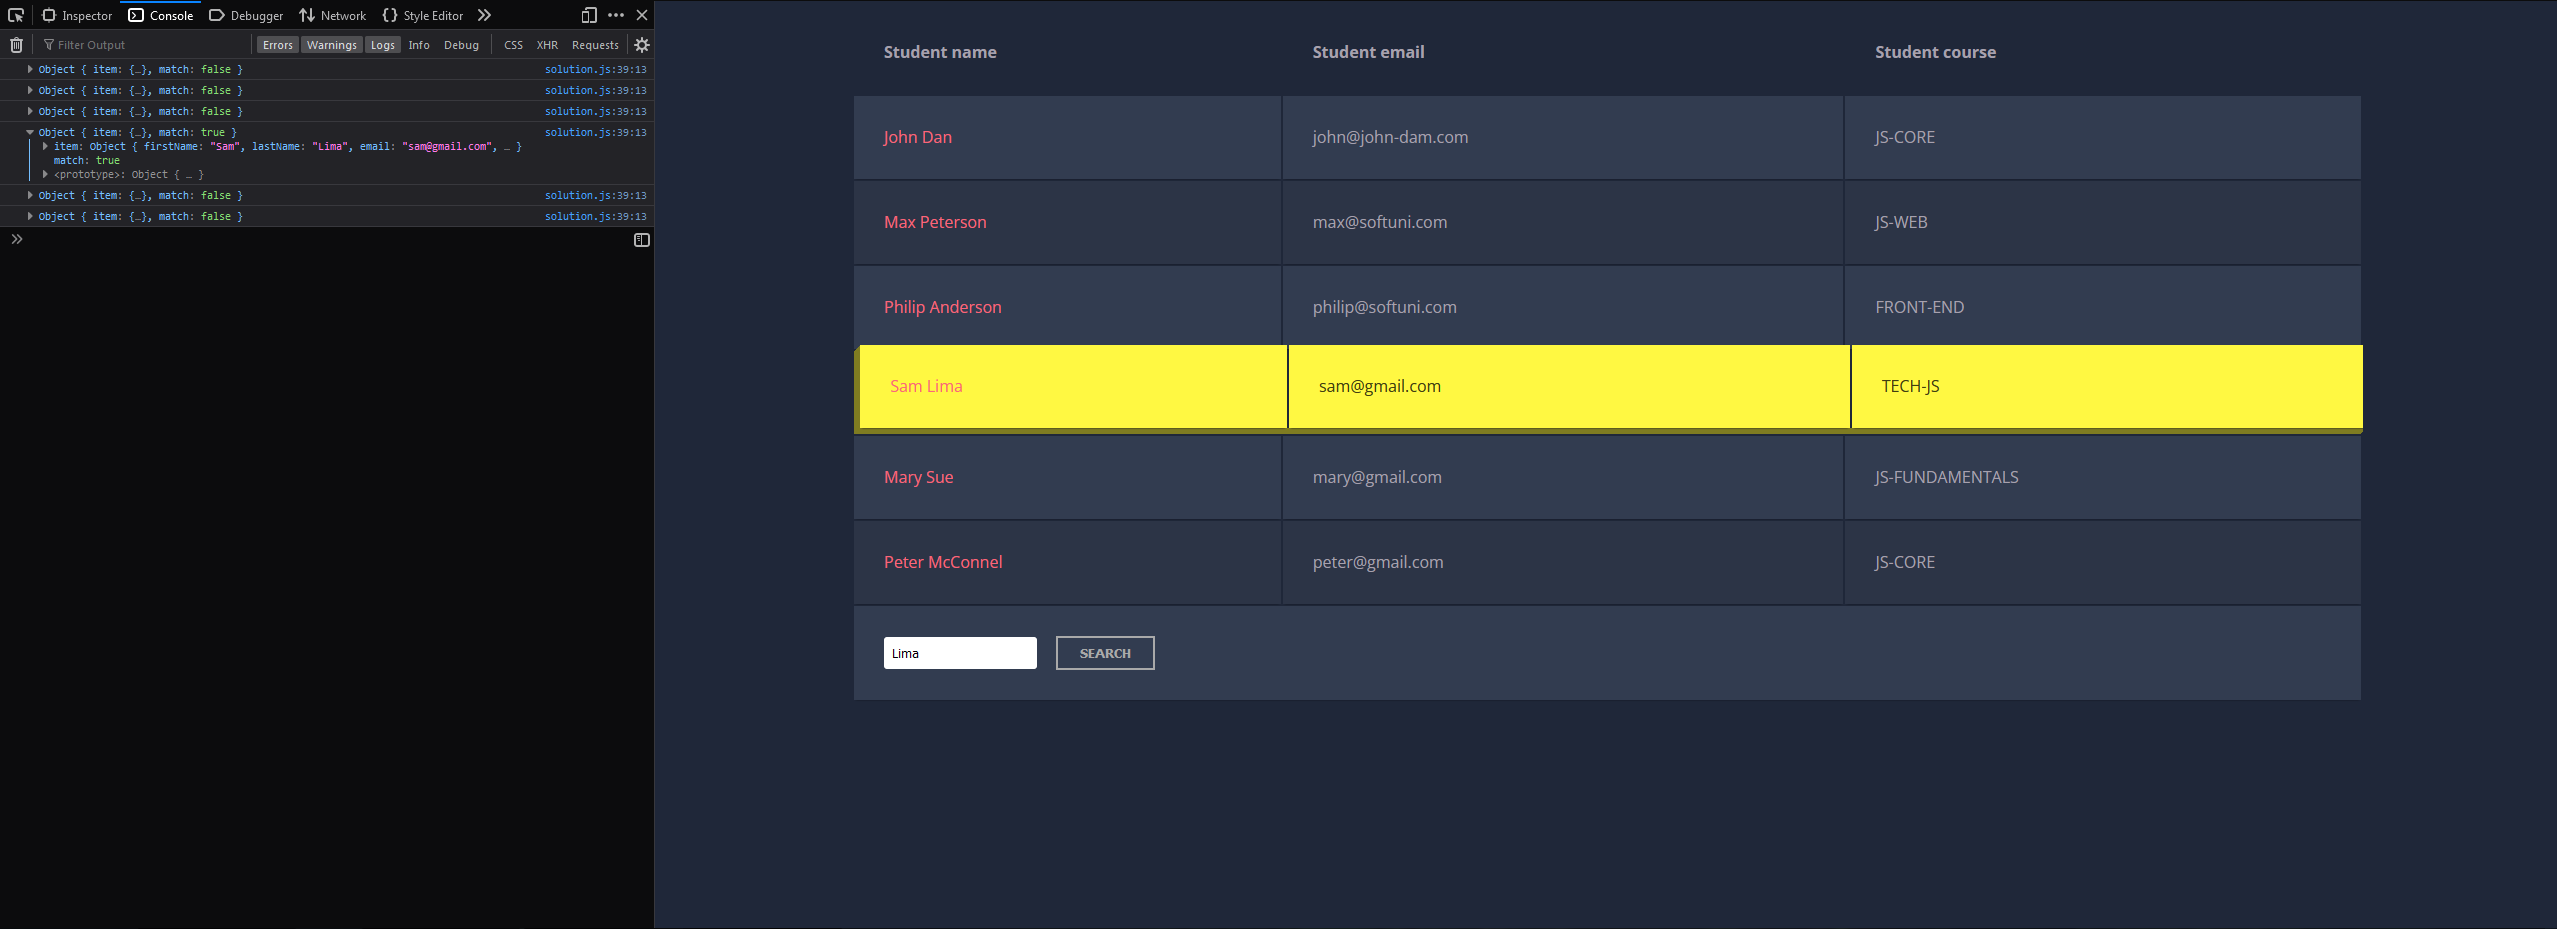 Inspector Console Debugger Network Style Editor
Filter Output Errors Warnings Logs Info Debug CSS XHR Requests
Object { item: {…}, match: false } solution.js:39:13
Object { item: {…}, match: false } solution.js:39:13
Object { item: {…}, match: false } solution.js:39:13
Object { item: {…}, match: true } solution.js:39:13
item: Object { firstName: "Sam", lastName: "Lima", email: "sam@gmail.com", … }
match: true
<prototype>: Object { … }
Object { item: {…}, match: false } solution.js:39:13
Object { item: {…}, match: false } solution.js:39:13
Student name Student email Student course
John Dan john@john-dam.com JS-CORE
Max Peterson max@softuni.com JS-WEB
Philip Anderson philip@softuni.com FRONT-END
Sam Lima sam@gmail.com TECH-JS
Mary Sue mary@gmail.com JS-FUNDAMENTALS
Peter McConnel peter@gmail.com JS-CORE
Lima SEARCH